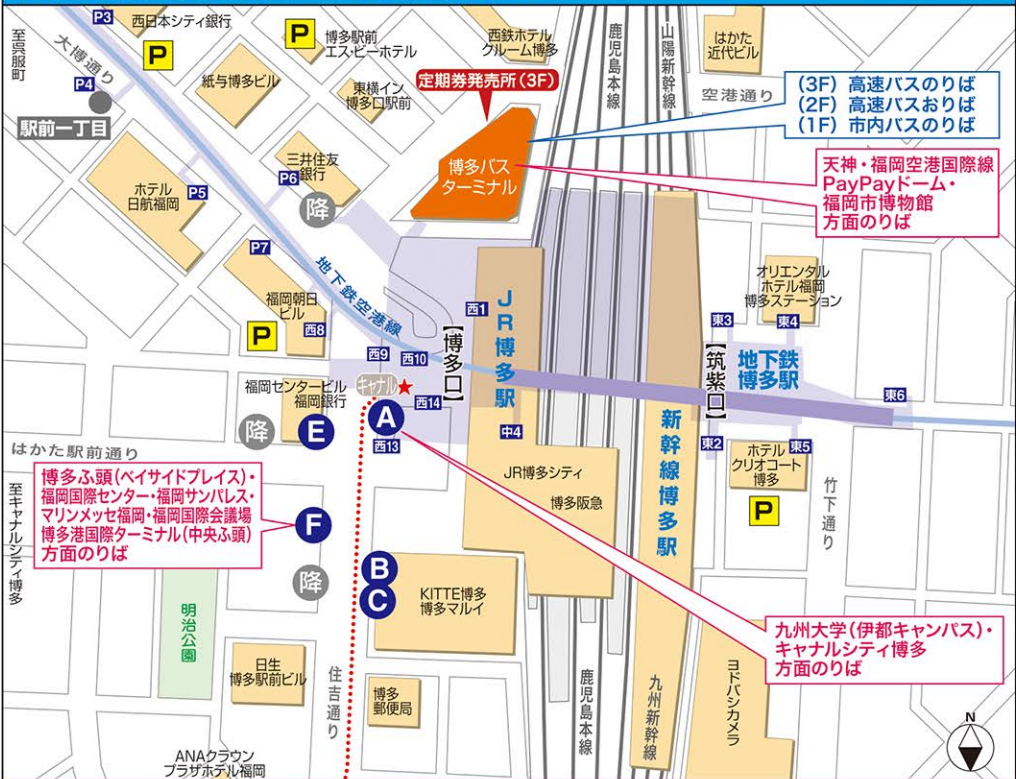 P3
西日本シティ銀行
P
P
博多駅前
エス・ビーホテル
西鉄ホテル
クルーム博多
鹿児島本線
山陽新幹線
はかた
近代ビル
至呉服町
大博通り
P4
駅前一丁目
紙与博多ビル
東横イン
博多口駅前
定期券発売所(3F)
空港通り
(3F) 高速バスのりば
(2F) 高速バスおりば
(1F) 市内バスのりば
博多バス
ターミナル
天神・福岡空港国際線
PayPayドーム・
福岡市博物館
方面のりば
三井住友
銀行
P6
ホテル
日航福岡
P5
降
P7
地下鉄空港線
福岡朝日
ビル
西8
P
西1
JR博多駅
【博多口】
西9
西10
キャナル
★
西14
A
西13
オリエンタル
ホテル福岡
博多ステーション
東3
東4
【筑紫口】
地下鉄
博多駅
東6
東2
東5
ホテル
クリオコート
博多
P
竹下通り
福岡センタービル
福岡銀行
降
E
はかた駅前通り
中4
新幹線博多駅
JR博多シティ
博多阪急
至キャナルシティ博多
博多ふ頭(ベイサイドプレイス)・
福岡国際センター・福岡サンパレス・
マリンメッセ福岡・福岡国際会議場
博多港国際ターミナル(中央ふ頭)
方面のりば
F
降
B
C
KITTE博多
博多マルイ
明治公園
九州大学(伊都キャンパス)・
キャナルシティ博多
方面のりば
日生
博多駅前ビル
住吉通り
博多
郵便局
鹿児島本線
九州新幹線
ヨドバシカメラ
ANAクラウン
プラザホテル福岡
N